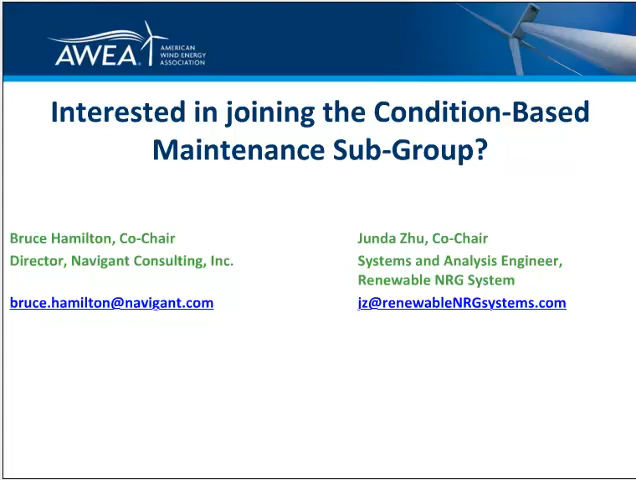 AWEA
AMERICAN
WIND ENERGY
ASSOCIATION
Interested in joining the Condition-Based
Maintenance Sub-Group?
Bruce Hamilton, Co-Chair
Director, Navigant Consulting, Inc.
bruce.hamilton@navigant.com
Junda Zhu, Co-Chair
Systems and Analysis Engineer,
Renewable NRG System
jz@renewableNRGsystems.com